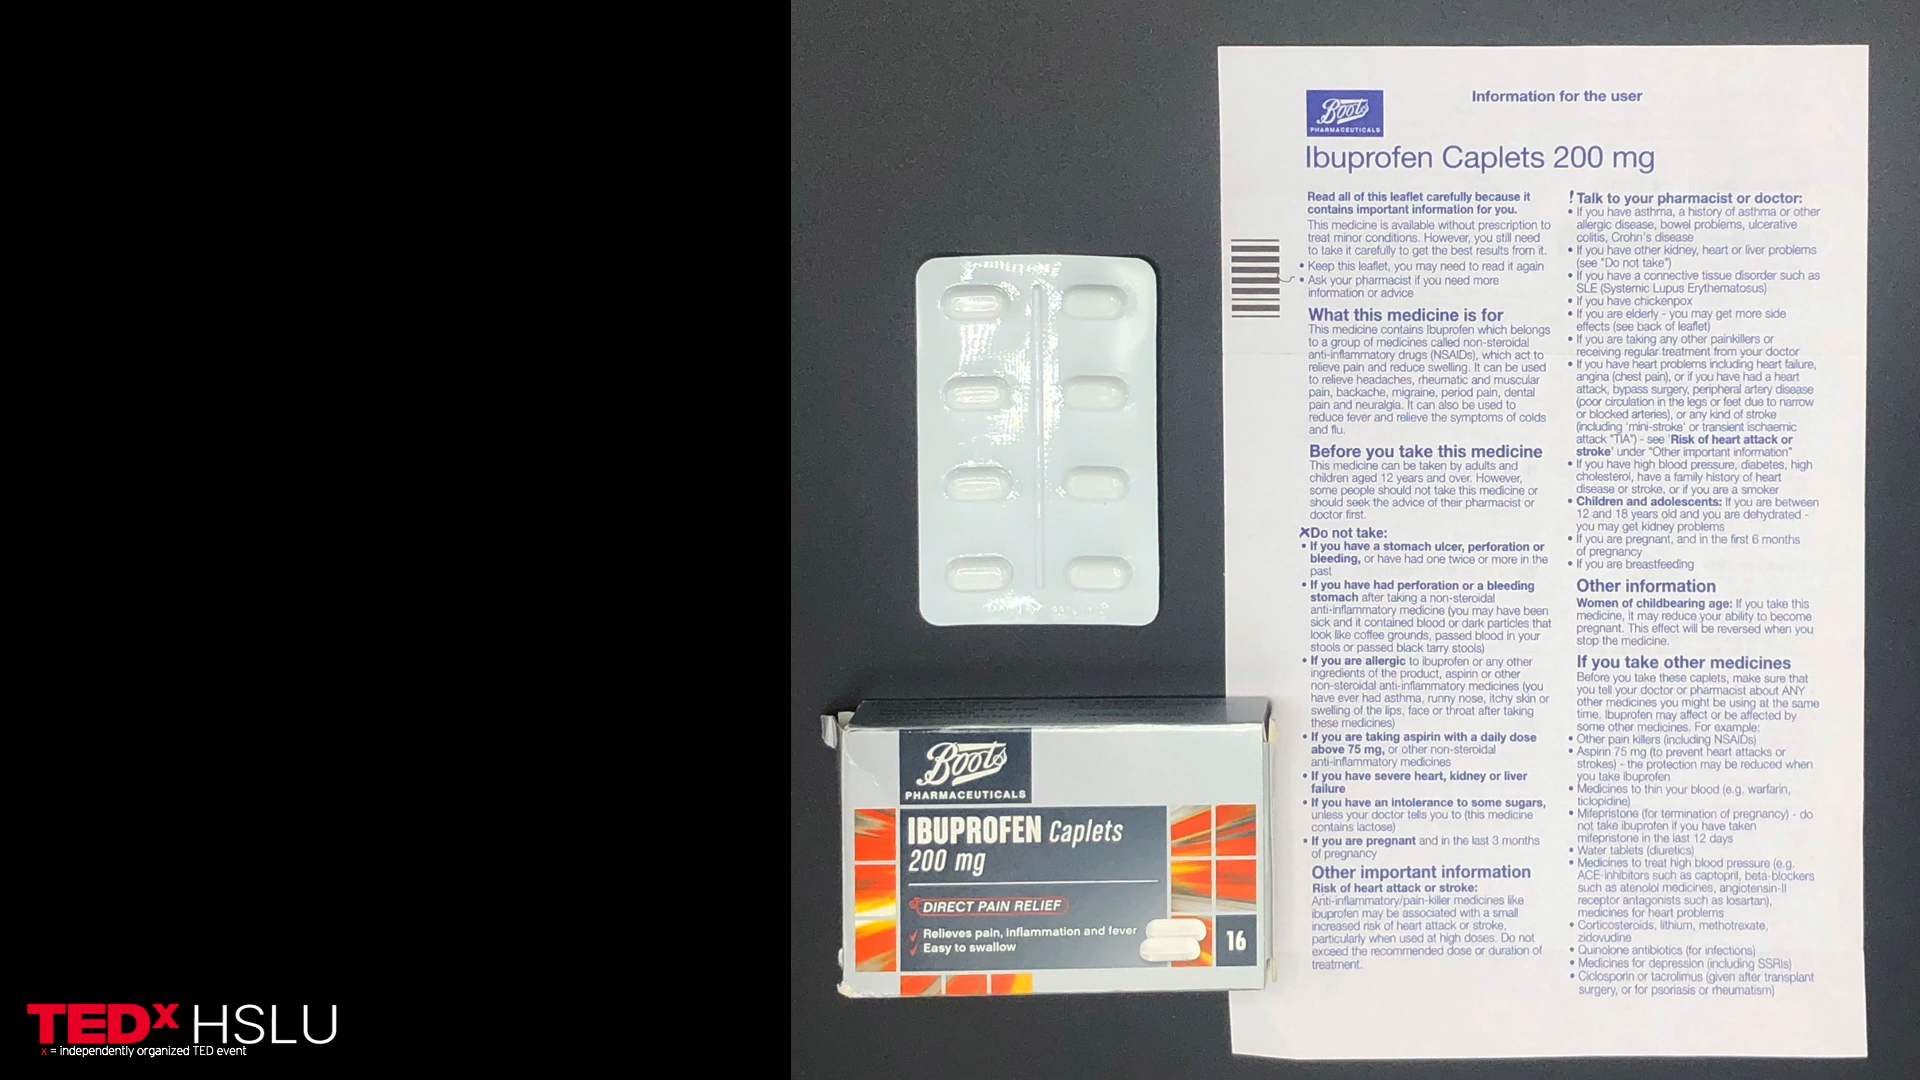 TEDx HSLU
x = independently organized TED event
Boots
PHARMACEUTICALS
IBUPROFEN Caplets
200 mg
DIRECT PAIN RELIEF
Relieves pain, inflammation and fever
Easy to swallow
16
Information for the user
Boots
PHARMACEUTICALS
Ibuprofen Caplets 200 mg
Read all of this leaflet carefully because it
contains important information for you.
This medicine is available without prescription to
treat minor conditions. However, you still need
to take it carefully to get the best results from it.
• Keep this leaflet, you may need to read it again
• Ask your pharmacist if you need more
information or advice
What this medicine is for
This medicine contains Ibuprofen which belongs
to a group of medicines called non-steroidal
anti-inflammatory drugs (NSAIDs), which act to
relieve pain and reduce swelling. It can be used
to relieve headaches, rheumatic and muscular
pain, backache, migraine, period pain, dental
pain and neuralgia. It can also be used to
reduce fever and relieve the symptoms of colds
and flu.
Before you take this medicine
This medicine can be taken by adults and
children aged 12 years and over. However,
some people should not take this medicine or
should seek the advice of their pharmacist or
doctor first.
✗Do not take:
• If you have a stomach ulcer, perforation or
bleeding, or have had one twice or more in the
past
• If you have had perforation or a bleeding
stomach after taking a non-steroidal
anti-inflammatory medicine (you may have been
sick and it contained blood or dark particles that
look like coffee grounds, passed blood in your
stools or passed black tarry stools)
• If you are allergic to ibuprofen or any other
ingredients of the product, aspirin or other
non-steroidal anti-inflammatory medicines (you
have ever had asthma, runny nose, itchy skin or
swelling of the lips, face or throat after taking
these medicines)
• If you are taking aspirin with a daily dose
above 75 mg, or other non-steroidal
anti-inflammatory medicines
• If you have severe heart, kidney or liver
failure
• If you have an intolerance to some sugars,
unless your doctor tells you to (this medicine
contains lactose)
• If you are pregnant and in the last 3 months
of pregnancy
Other important information
Risk of heart attack or stroke:
Anti-inflammatory/pain-killer medicines like
ibuprofen may be associated with a small
increased risk of heart attack or stroke,
particularly when used at high doses. Do not
exceed the recommended dose or duration of
treatment.
! Talk to your pharmacist or doctor:
• If you have asthma, a history of asthma or other
allergic disease, bowel problems, ulcerative
colitis, Crohn's disease
• If you have other kidney, heart or liver problems
(see "Do not take")
• If you have a connective tissue disorder such as
SLE (Systemic Lupus Erythematosus)
• If you have chickenpox
• If you are elderly - you may get more side
effects (see back of leaflet)
• If you are taking any other painkillers or
receiving regular treatment from your doctor
• If you have heart problems including heart failure,
angina (chest pain), or if you have had a heart
attack, bypass surgery, peripheral artery disease
(poor circulation in the legs or feet due to narrow
or blocked arteries), or any kind of stroke
(including 'mini-stroke' or transient ischaemic
attack "TIA") - see 'Risk of heart attack or
stroke' under "Other important information"
• If you have high blood pressure, diabetes, high
cholesterol, have a family history of heart
disease or stroke, or if you are a smoker
• Children and adolescents: If you are between
12 and 18 years old and you are dehydrated -
you may get kidney problems
• If you are pregnant, and in the first 6 months
of pregnancy
• If you are breastfeeding
Other information
Women of childbearing age: If you take this
medicine, it may reduce your ability to become
pregnant. This effect will be reversed when you
stop the medicine.
If you take other medicines
Before you take these caplets, make sure that
you tell your doctor or pharmacist about ANY
other medicines you might be using at the same
time. Ibuprofen may affect or be affected by
some other medicines. For example:
• Other pain killers (including NSAIDs)
• Aspirin 75 mg (to prevent heart attacks or
strokes) - the protection may be reduced when
you take ibuprofen
• Medicines to thin your blood (e.g. warfarin,
ticlopidine)
• Mifepristone (for termination of pregnancy) - do
not take ibuprofen if you have taken
mifepristone in the last 12 days
• Water tablets (diuretics)
• Medicines to treat high blood pressure (e.g.
ACE-inhibitors such as captopril, beta-blockers
such as atenolol medicines, angiotensin-II
receptor antagonists such as losartan),
medicines for heart problems
• Corticosteroids, lithium, methotrexate,
zidovudine
• Quinolone antibiotics (for infections)
• Medicines for depression (including SSRIs)
• Ciclosporin or tacrolimus (given after transplant
surgery, or for psoriasis or rheumatism)